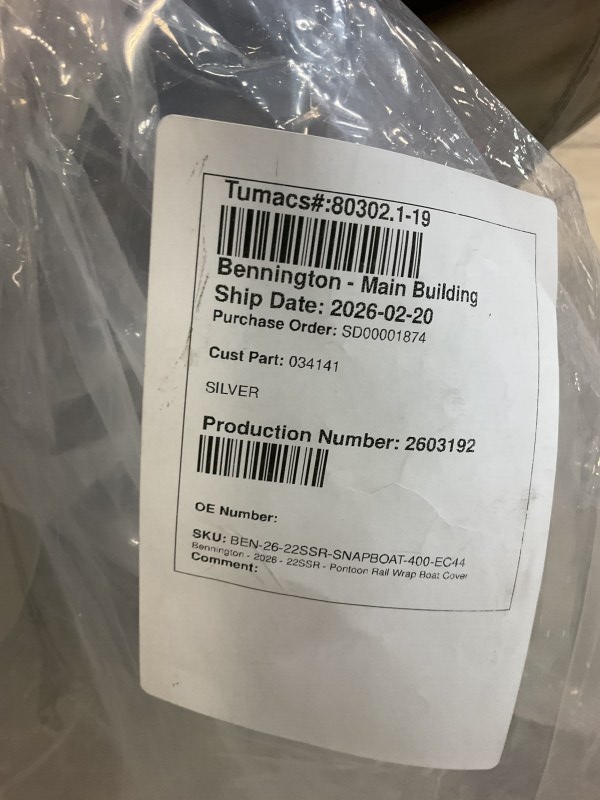 Tumacs#:80302.1-19
Bennington - Main Building
Ship Date: 2026-02-20
Purchase Order: SD00001874
Cust Part: 034141
SILVER
Production Number: 2603192
OE Number:
SKU: BEN-26-22SSR-SNAPBOAT-400-EC44
Bennington - 2026 - 22SSR - Pontoon Rail Wrap Boat Cover
Comment: